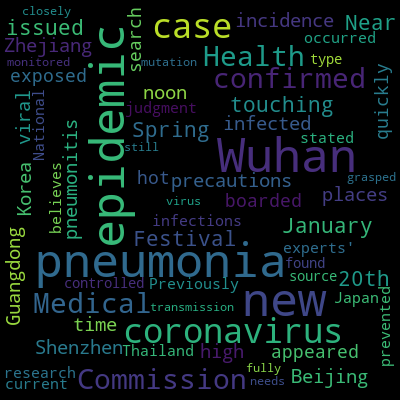 closely
issued
search
case
incidence
Near
occurred
Zhejiang
monitored
epidemic
Health
mutation
type
exposed
confirmed
quickly
viral
National
noon
judgment
touching
Spring
infected
stated
still
Wuhan
pneumonitis
believes
Korea
hot
precautions
places
virus
boarded
infections
January
Festival.
experts'
grasped
pneumonia
found
controlled
Previously
source
20th
Guangdong
Medical
new
Japan
transmission
prevented
time
coronavirus
Shenzhen
Thailand
high
appeared
research
current
Commission
fully
needs
Beijing